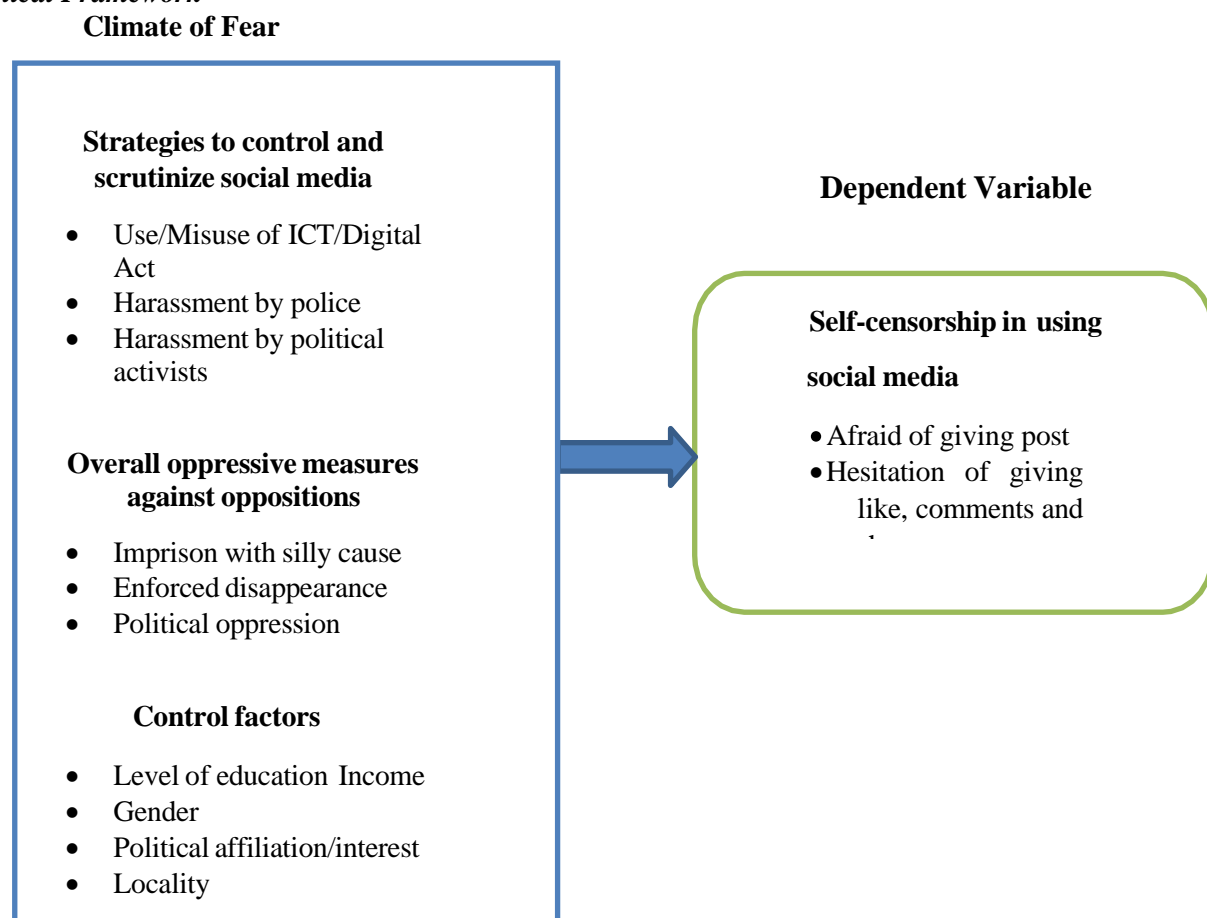 Framework
Climate of Fear
Strategies to control and
scrutinize social media
• Use/Misuse of ICT/Digital
Act
• Harassment by police
• Harassment by political
activists
Overall oppressive measures
against oppositions
• Imprison with silly cause
• Enforced disappearance
• Political oppression
Control factors
• Level of education Income
• Gender
• Political affiliation/interest
• Locality
Dependent Variable
Self-censorship in using
social media
• Afraid of giving post
• Hesitation of giving
like, comments and